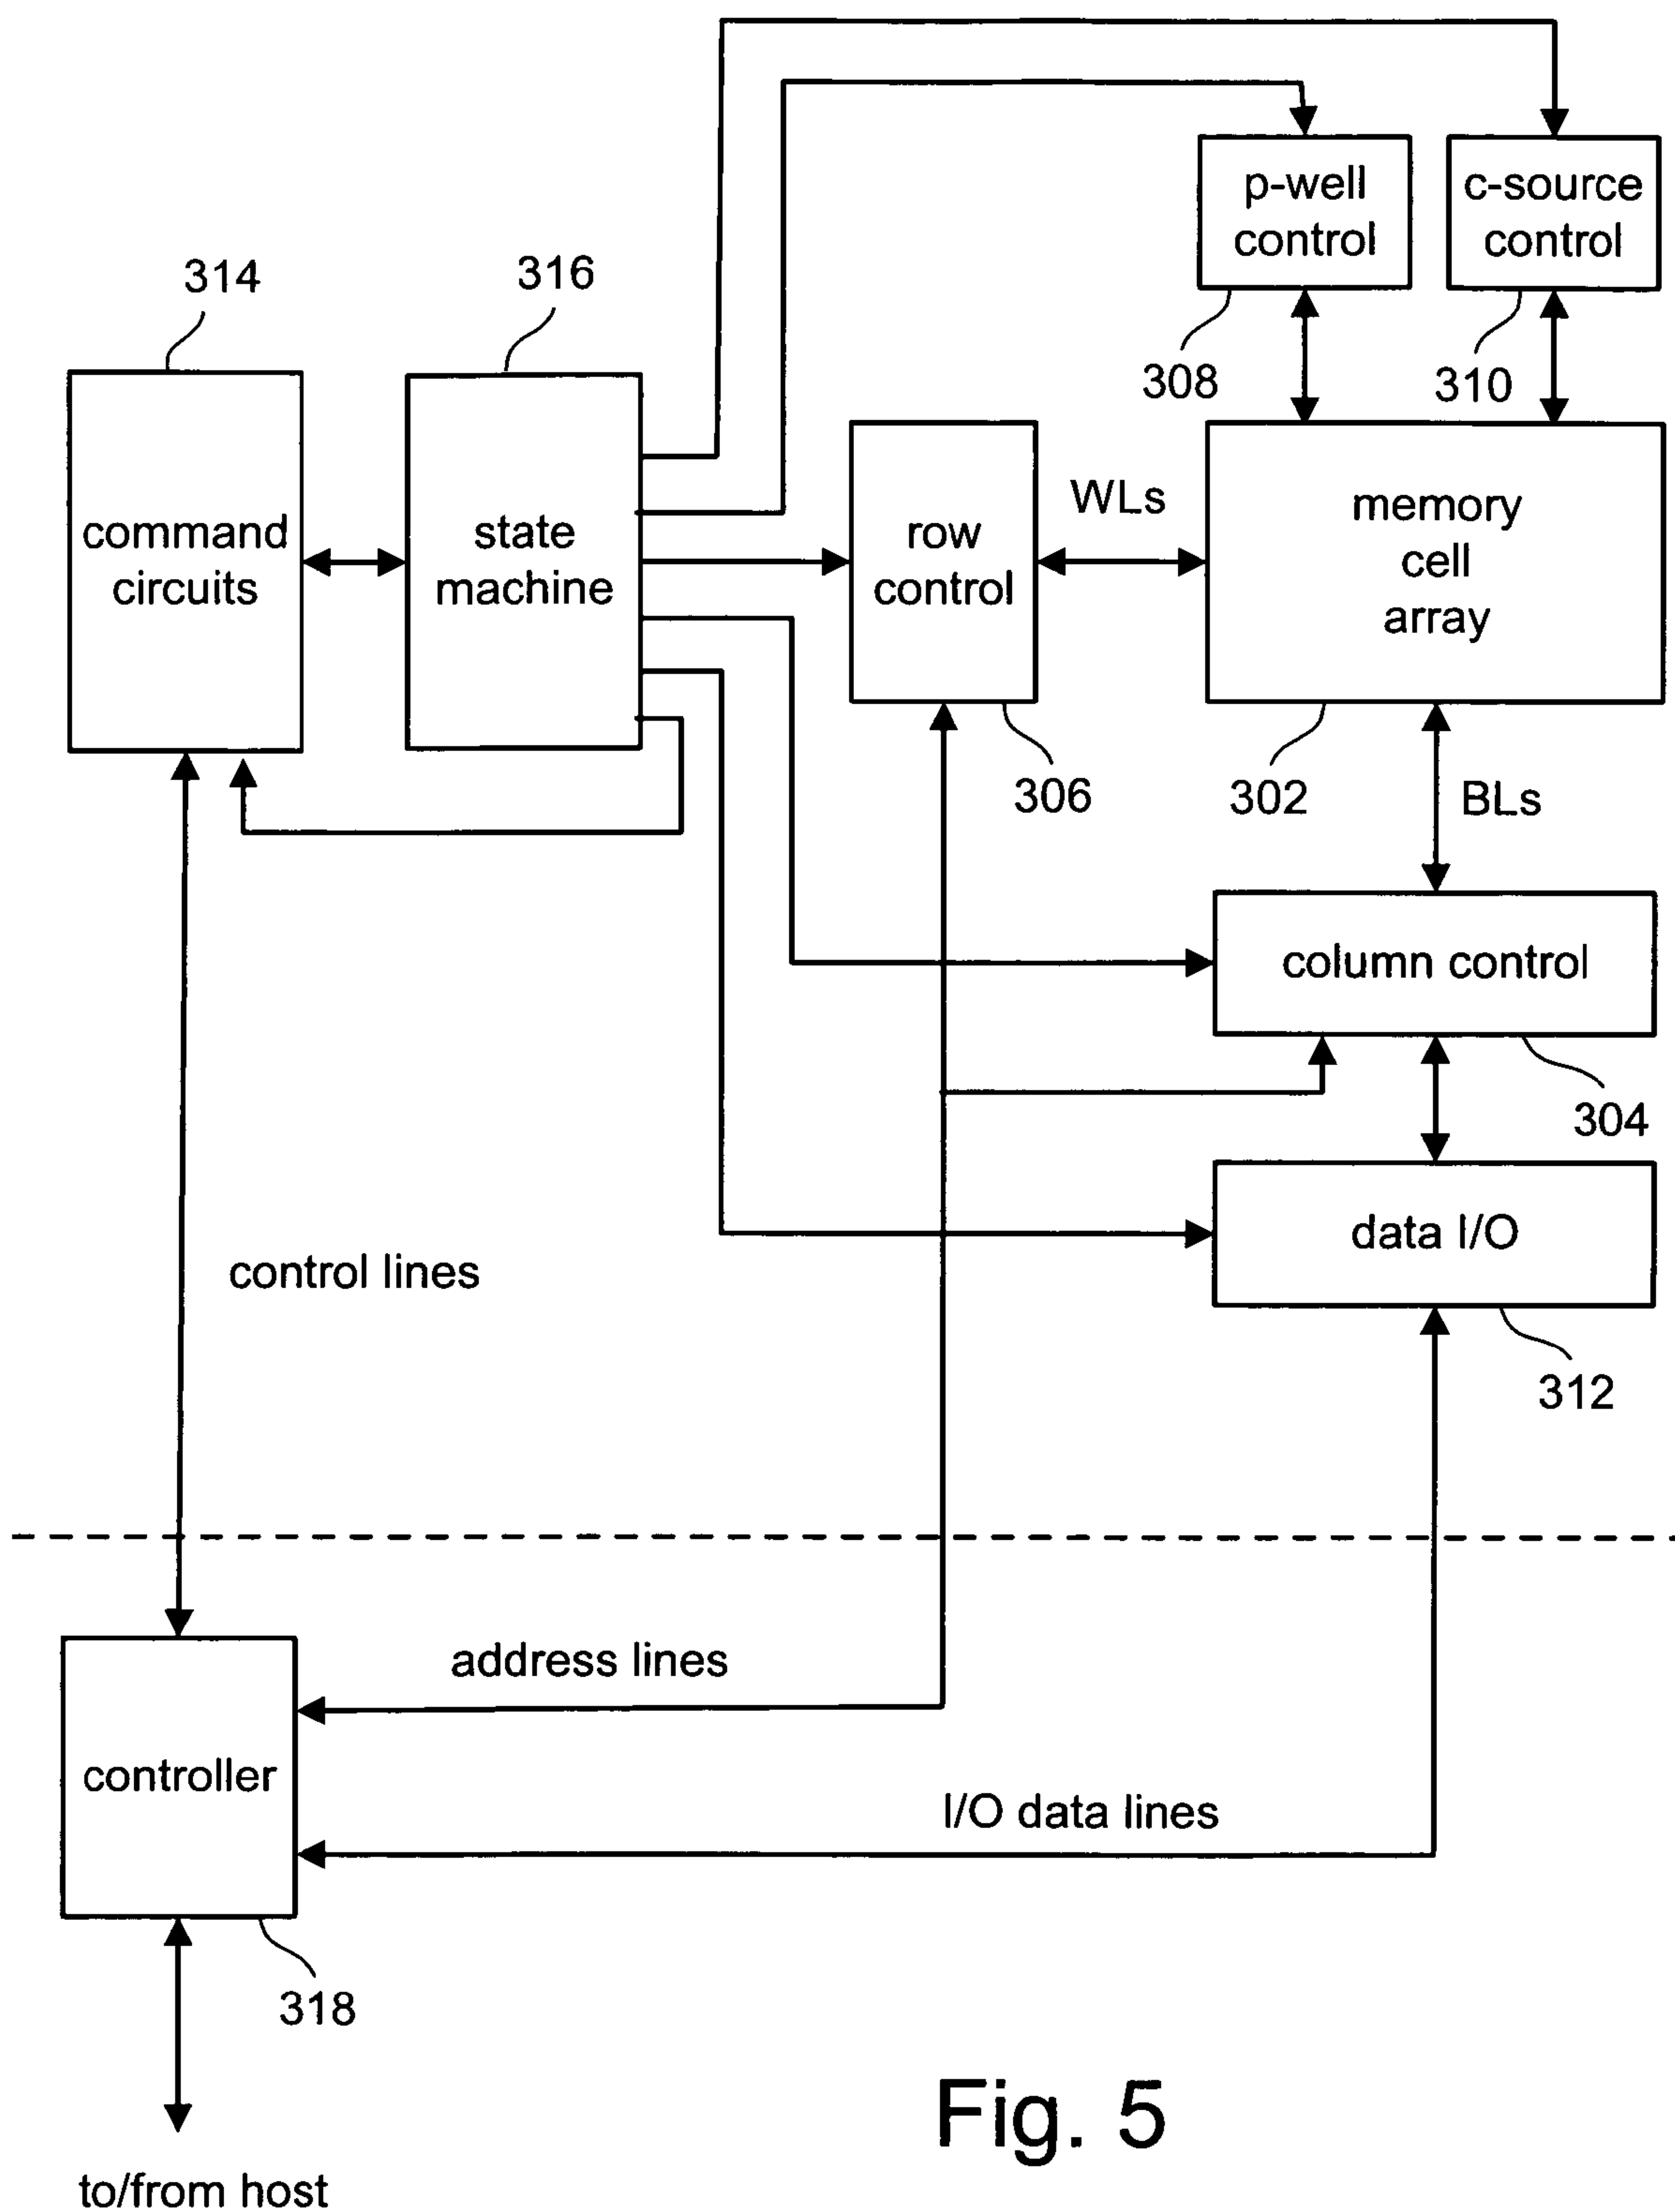 p-well
control
c-source
control
314
316
308
310
command
circuits
state
machine
row
control
WLs
memory
cell
array
306
302
BLs
column control
304
data I/O
control lines
312
address lines
controller
I/O data lines
318
Fig. 5
to/from host